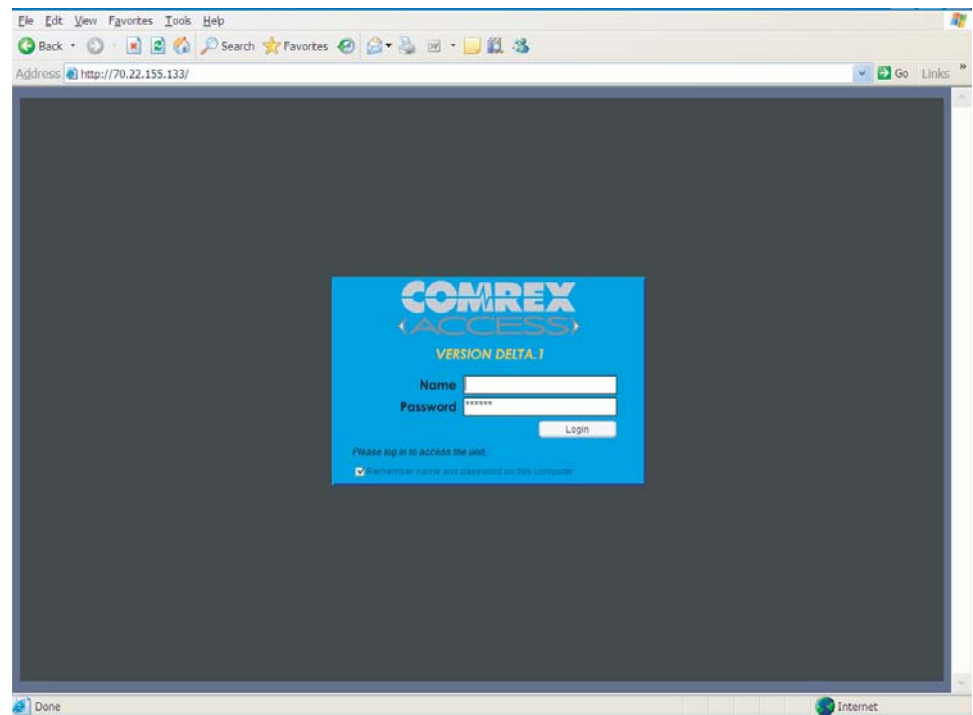 File Edit View Favorites Tools Help
Back Search Favorites
Address http://70.22.155.133/ Go Links »
COMREX
(ACCESS)
VERSION DELTA.1
Name
Password ******
Login
Please log in to access the unit.
Remember name and password on this computer
Done Internet